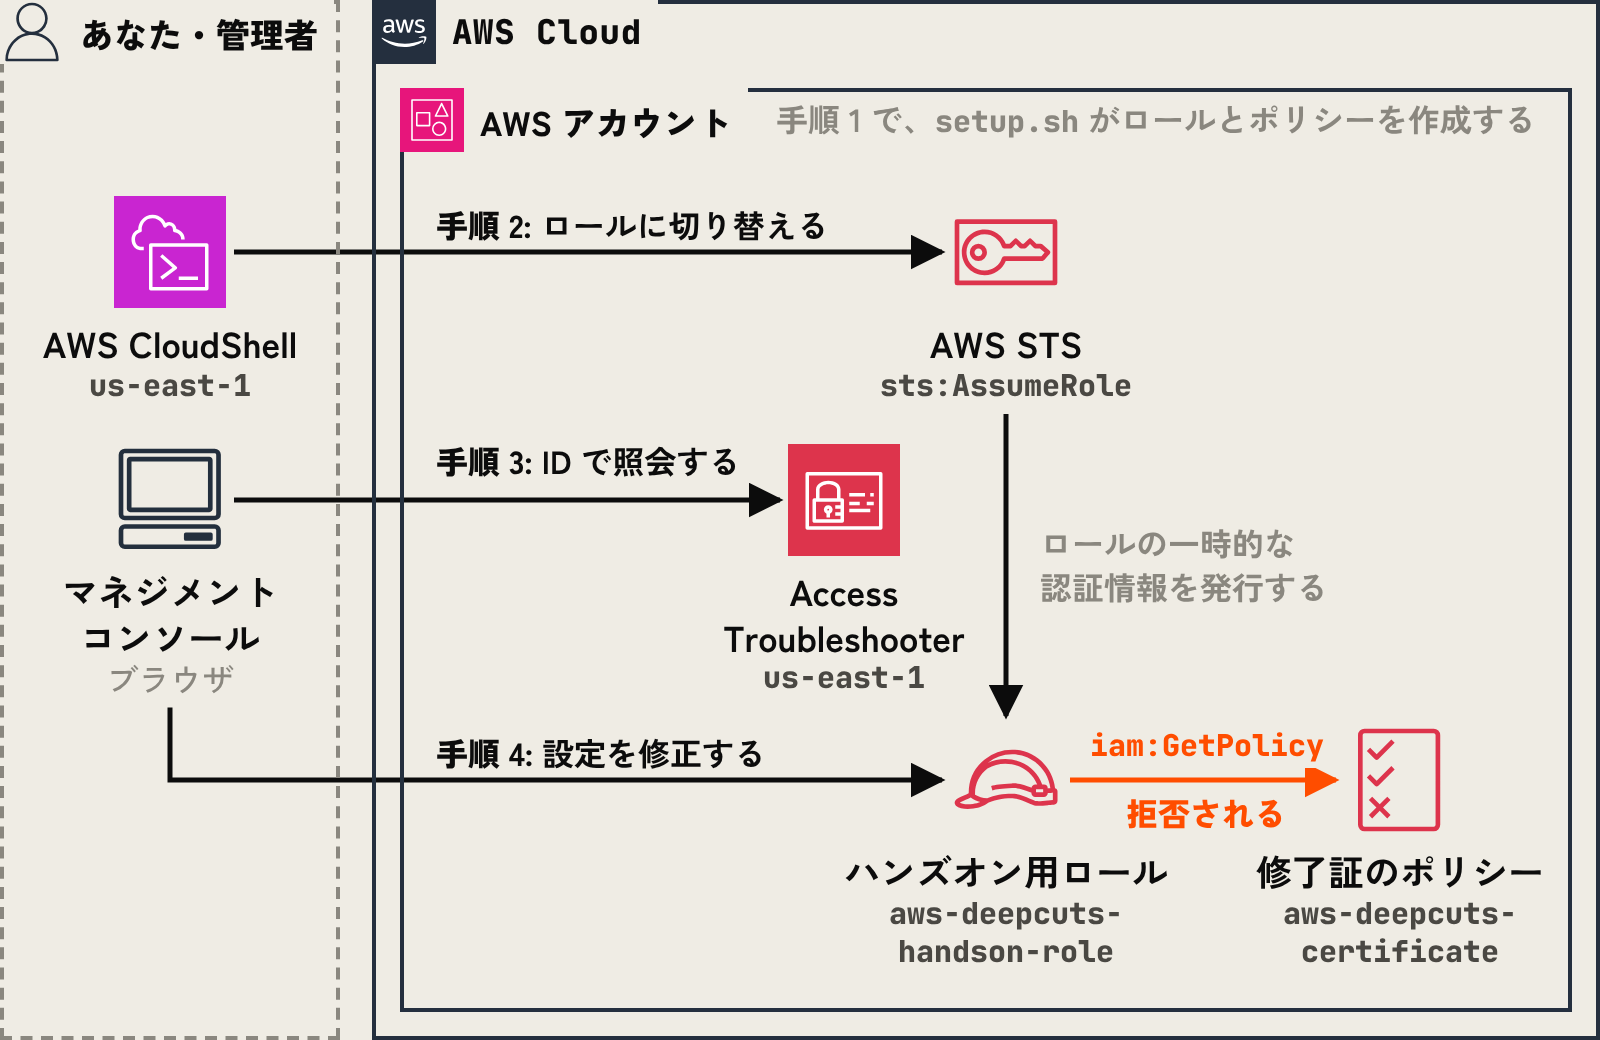 あなた・管理者
aws
AWS Cloud
AWS アカウント
手順 1 で、setup.sh がロールとポリシーを作成する
手順 2: ロールに切り替える
AWS CloudShell
us-east-1
AWS STS
sts:AssumeRole
手順 3: ID で照会する
マネジメント
コンソール
ブラウザ
Access
Troubleshooter
us-east-1
ロールの一時的な
認証情報を発行する
手順 4: 設定を修正する
iam:GetPolicy
拒否される
ハンズオン用ロール
aws-deepcuts-
handson-role
修了証のポリシー
aws-deepcuts-
certificate